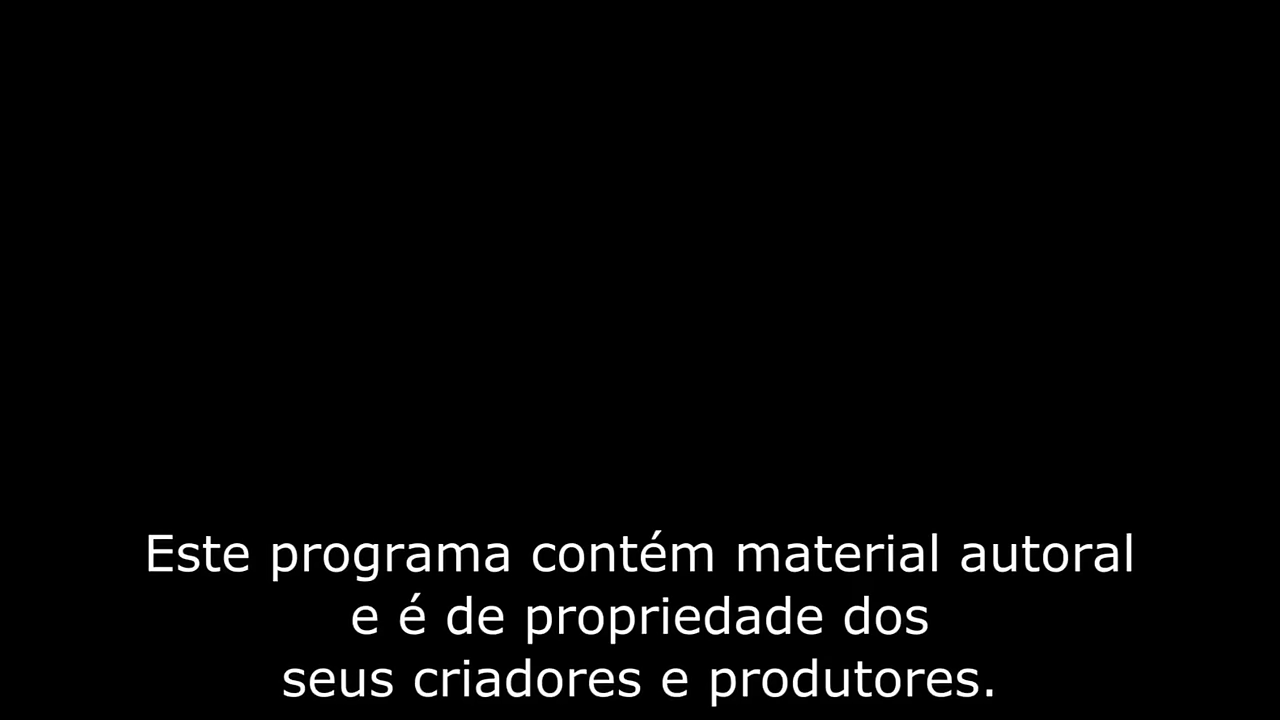 Este programa contém material autoral
e é de propriedade dos
seus criadores e produtores.